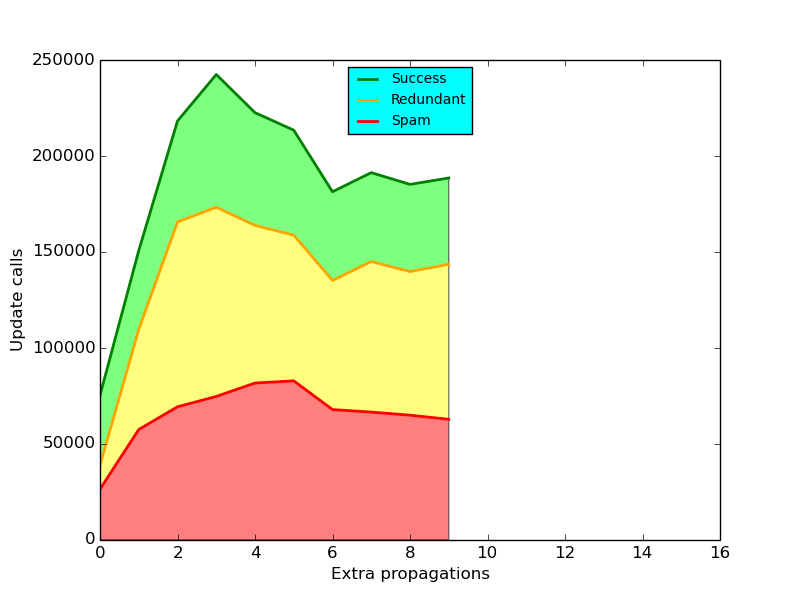 250000
200000
150000
100000
50000
0
Update calls
Success
Redundant
Spam
0 2 4 6 8 10 12 14 16
Extra propagations